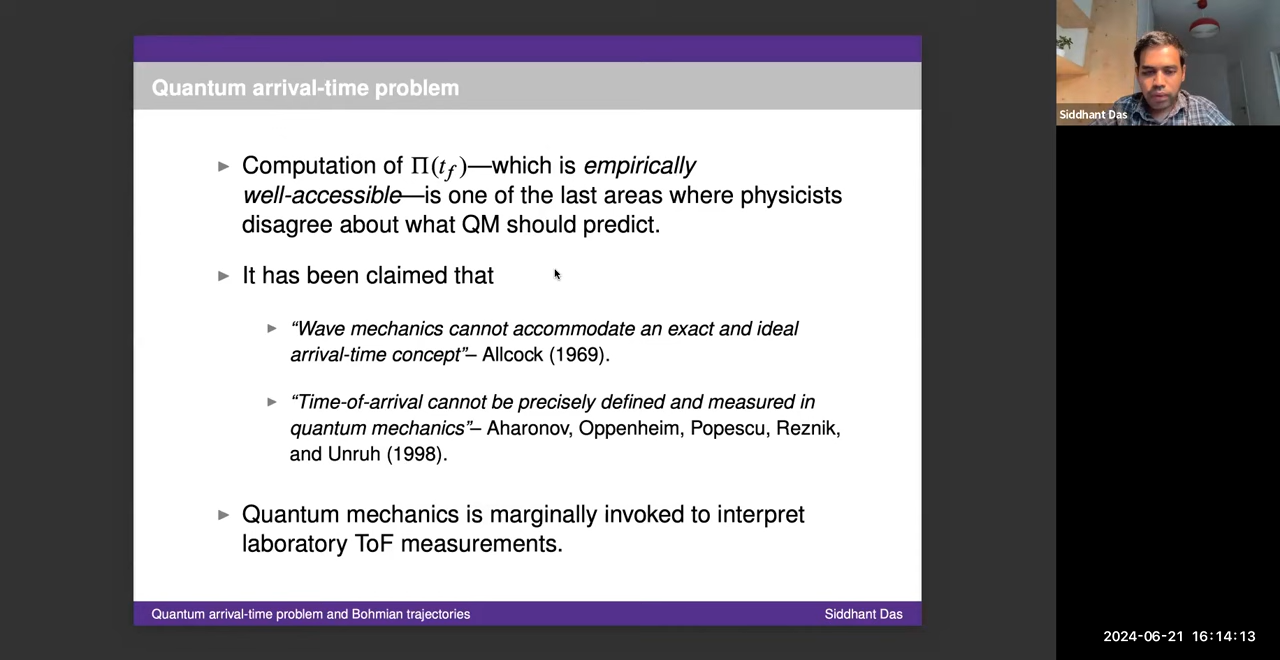 Quantum arrival-time problem
Siddhant Das
▶ Computation of Π(t_f)—which is empirically
well-accessible—is one of the last areas where physicists
disagree about what QM should predict.
▶ It has been claimed that
▶ “Wave mechanics cannot accommodate an exact and ideal
arrival-time concept”– Allcock (1969).
▶ “Time-of-arrival cannot be precisely defined and measured in
quantum mechanics”– Aharonov, Oppenheim, Popescu, Reznik,
and Unruh (1998).
▶ Quantum mechanics is marginally invoked to interpret
laboratory ToF measurements.
Quantum arrival-time problem and Bohmian trajectories
Siddhant Das
2024-06-21 16:14:13